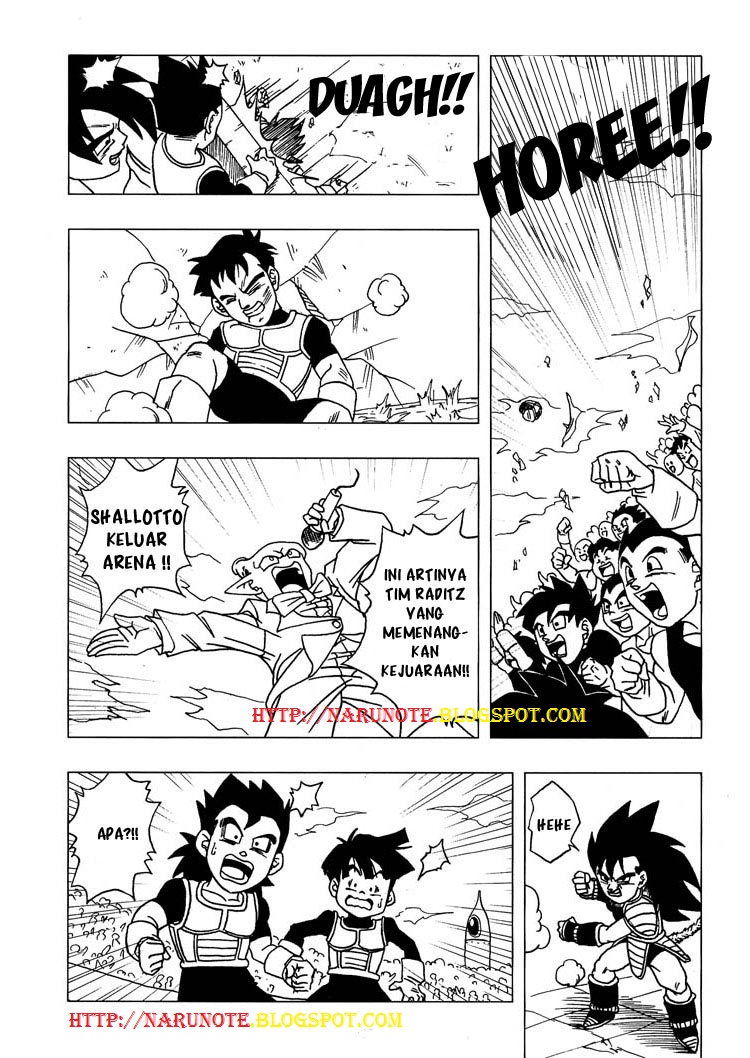 DUAGH!!
HOREE!!
SHALLOTTO
KELUAR
ARENA !!
INI ARTINYA
TIM RADITZ
YANG
MEMENANG-
KAN
KEJUARAAN!!
HTTP://NARUNOTE.BLOGSPOT.COM
APA?!!
HEHE
HTTP://NARUNOTE.BLOGSPOT.COM